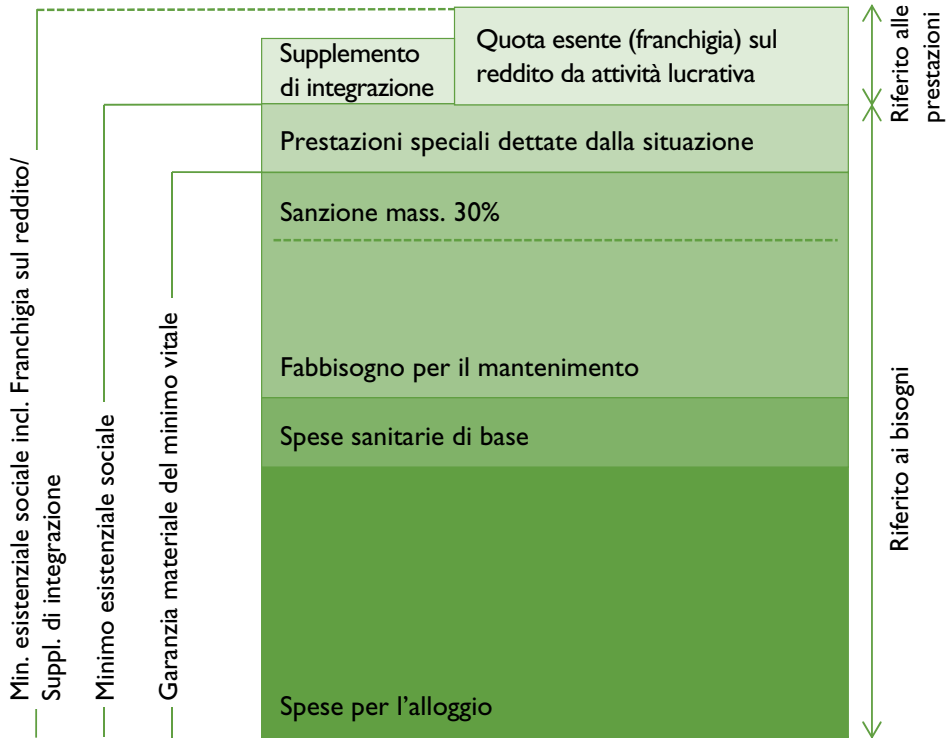 Min. esistenziale sociale incl. Franchigia sul reddito/
Suppl. di integrazione
Minimo esistenziale sociale
Garanzia materiale del minimo vitale
Supplemento
di integrazione
Quota esente (franchigia) sul
reddito da attività lucrativa
Prestazioni speciali dettate dalla situazione
Sanzione mass. 30%
Fabbisogno per il mantenimento
Spese sanitarie di base
Spese per l’alloggio
Riferito alle
prestazioni
Riferito ai bisogni